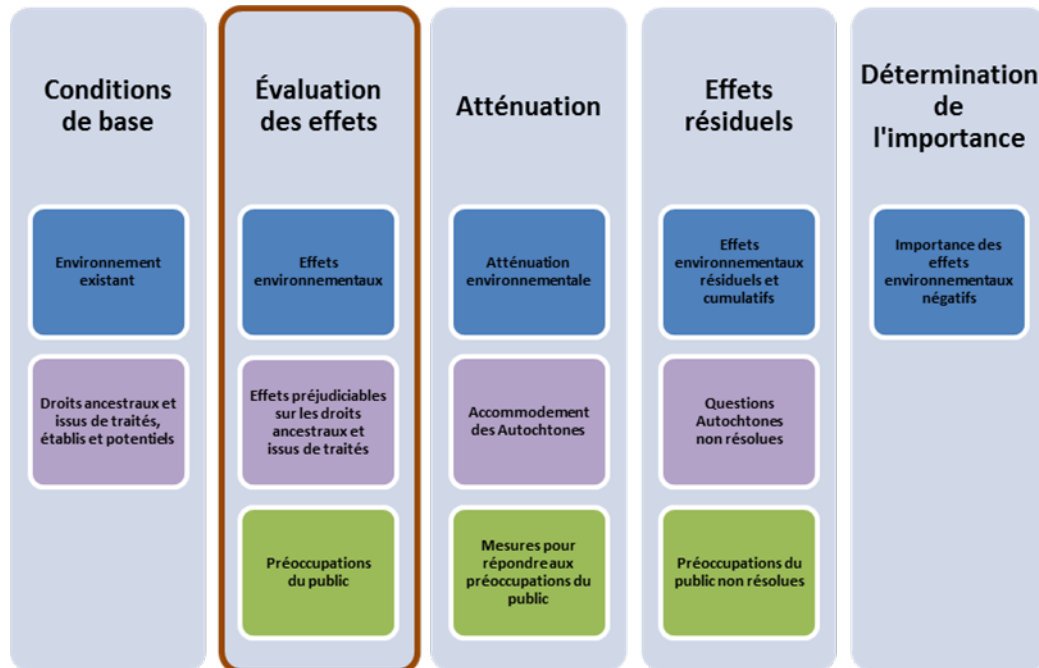 Conditions
de base
Environnement
existant
Droits ancestraux et
issus de traités,
établis et potentiels
Évaluation
des effets
Effets
environnementaux
Effets préjudiciables
sur les droits
ancestraux et
issus de traités
Préoccupations
du public
Atténuation
Atténuation
environnementale
Accommodement
des Autochtones
Mesures pour
répondre aux
préoccupations du
public
Effets
résiduels
Effets
environnementaux
résiduels et
cumulatifs
Questions
Autochtones
non résolues
Préoccupations du
public non résolues
Détermination
de
l'importance
Importance des
effets
environnementaux
négatifs